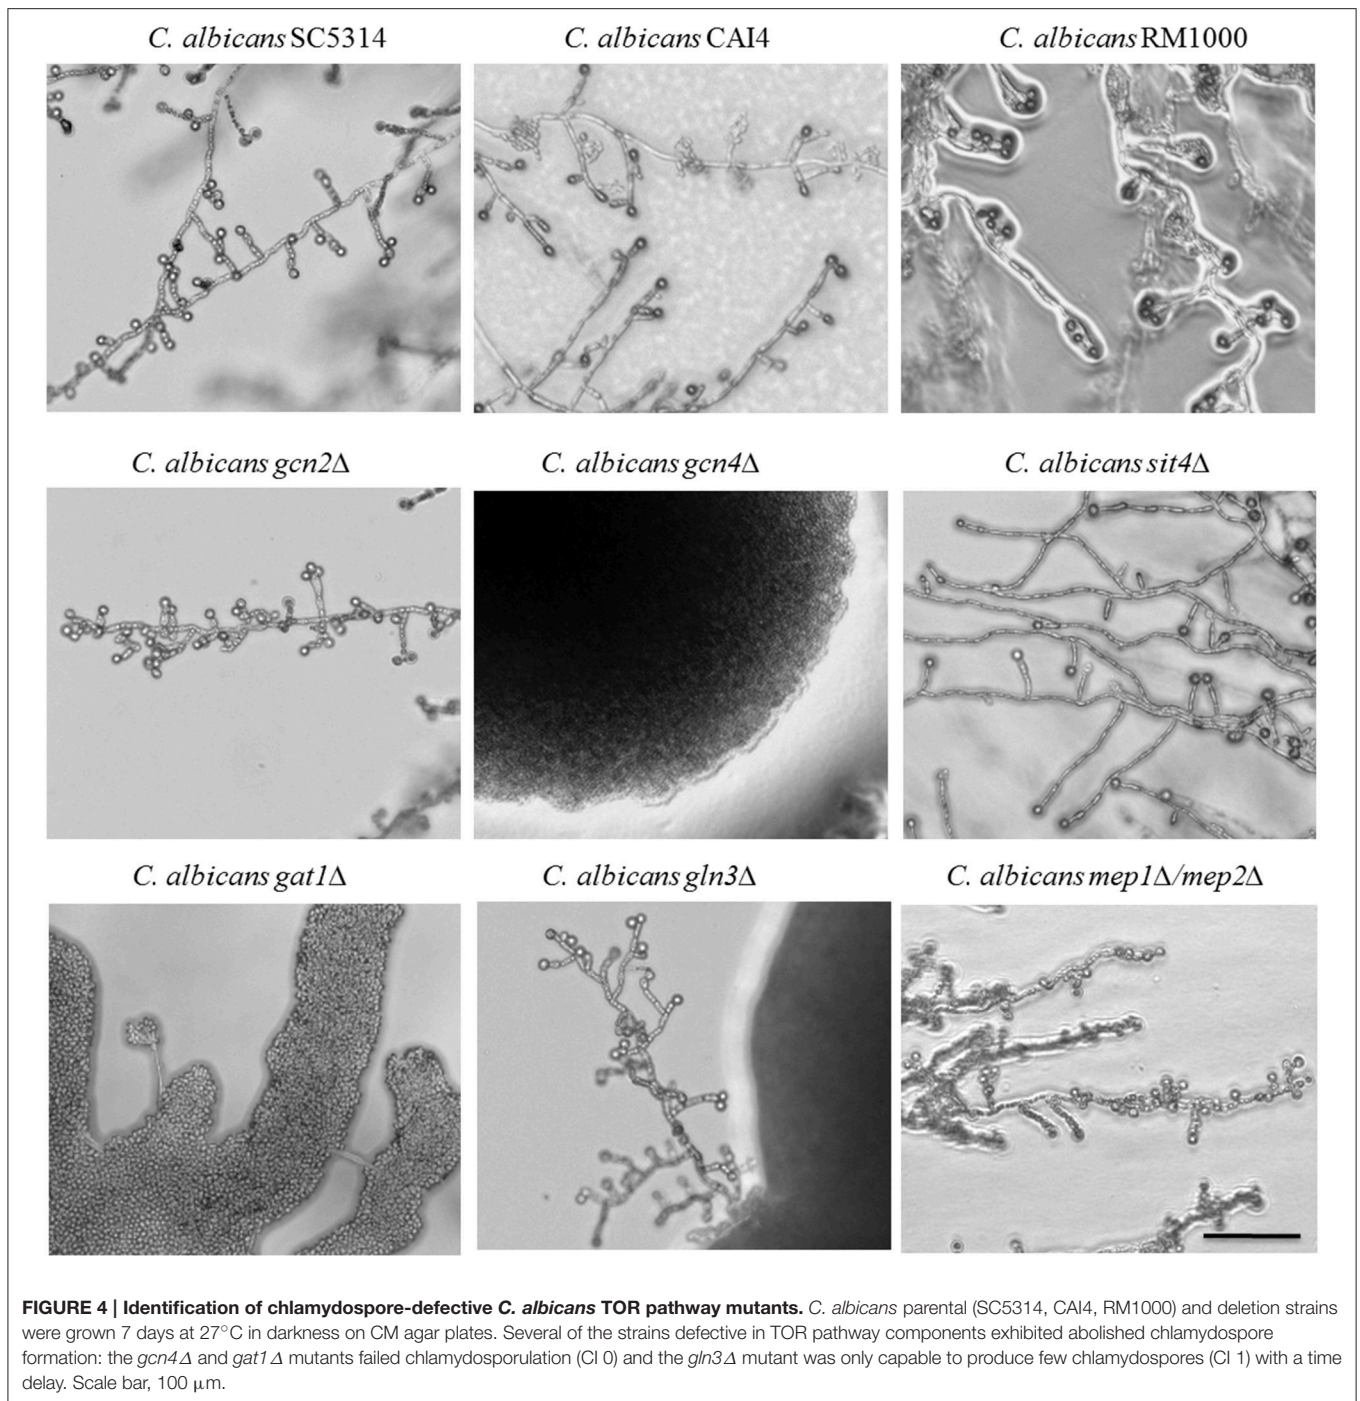 C. albicans SC5314
C. albicans CAI4
C. albicans RM1000
C. albicans gcn2Δ
C. albicans gcn4Δ
C. albicans sit4Δ
C. albicans gat1Δ
C. albicans gln3Δ
C. albicans mep1Δ/mep2Δ
FIGURE 4 | Identification of chlamydospore-defective C. albicans TOR pathway mutants. C. albicans parental (SC5314, CAI4, RM1000) and deletion strains
were grown 7 days at 27°C in darkness on CM agar plates. Several of the strains defective in TOR pathway components exhibited abolished chlamydospore
formation: the gcn4Δ and gat1Δ mutants failed chlamydosporulation (CI 0) and the gln3Δ mutant was only capable to produce few chlamydospores (CI 1) with a time
delay. Scale bar, 100 μm.